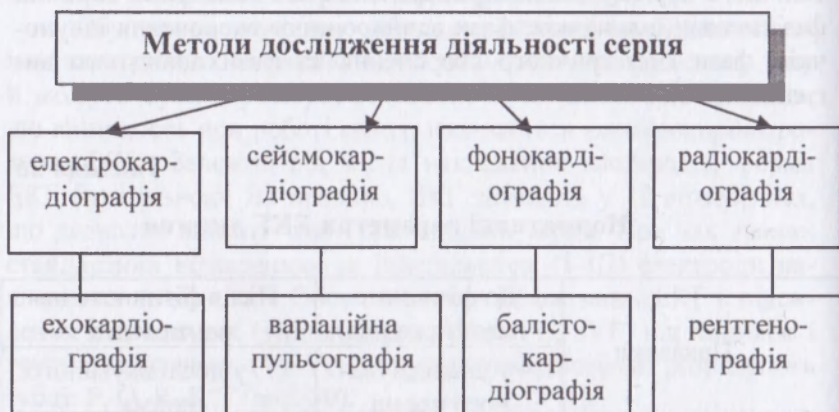 Методи дослідження діяльності серця
електрокар-
діографія
сейсмокар-
діографія
фонокарді-
ографія
радіокарді-
ографія
ехокардіо-
графія
варіаційна
пульсографія
балісто-
кар-
діографія
рентгено-
графія